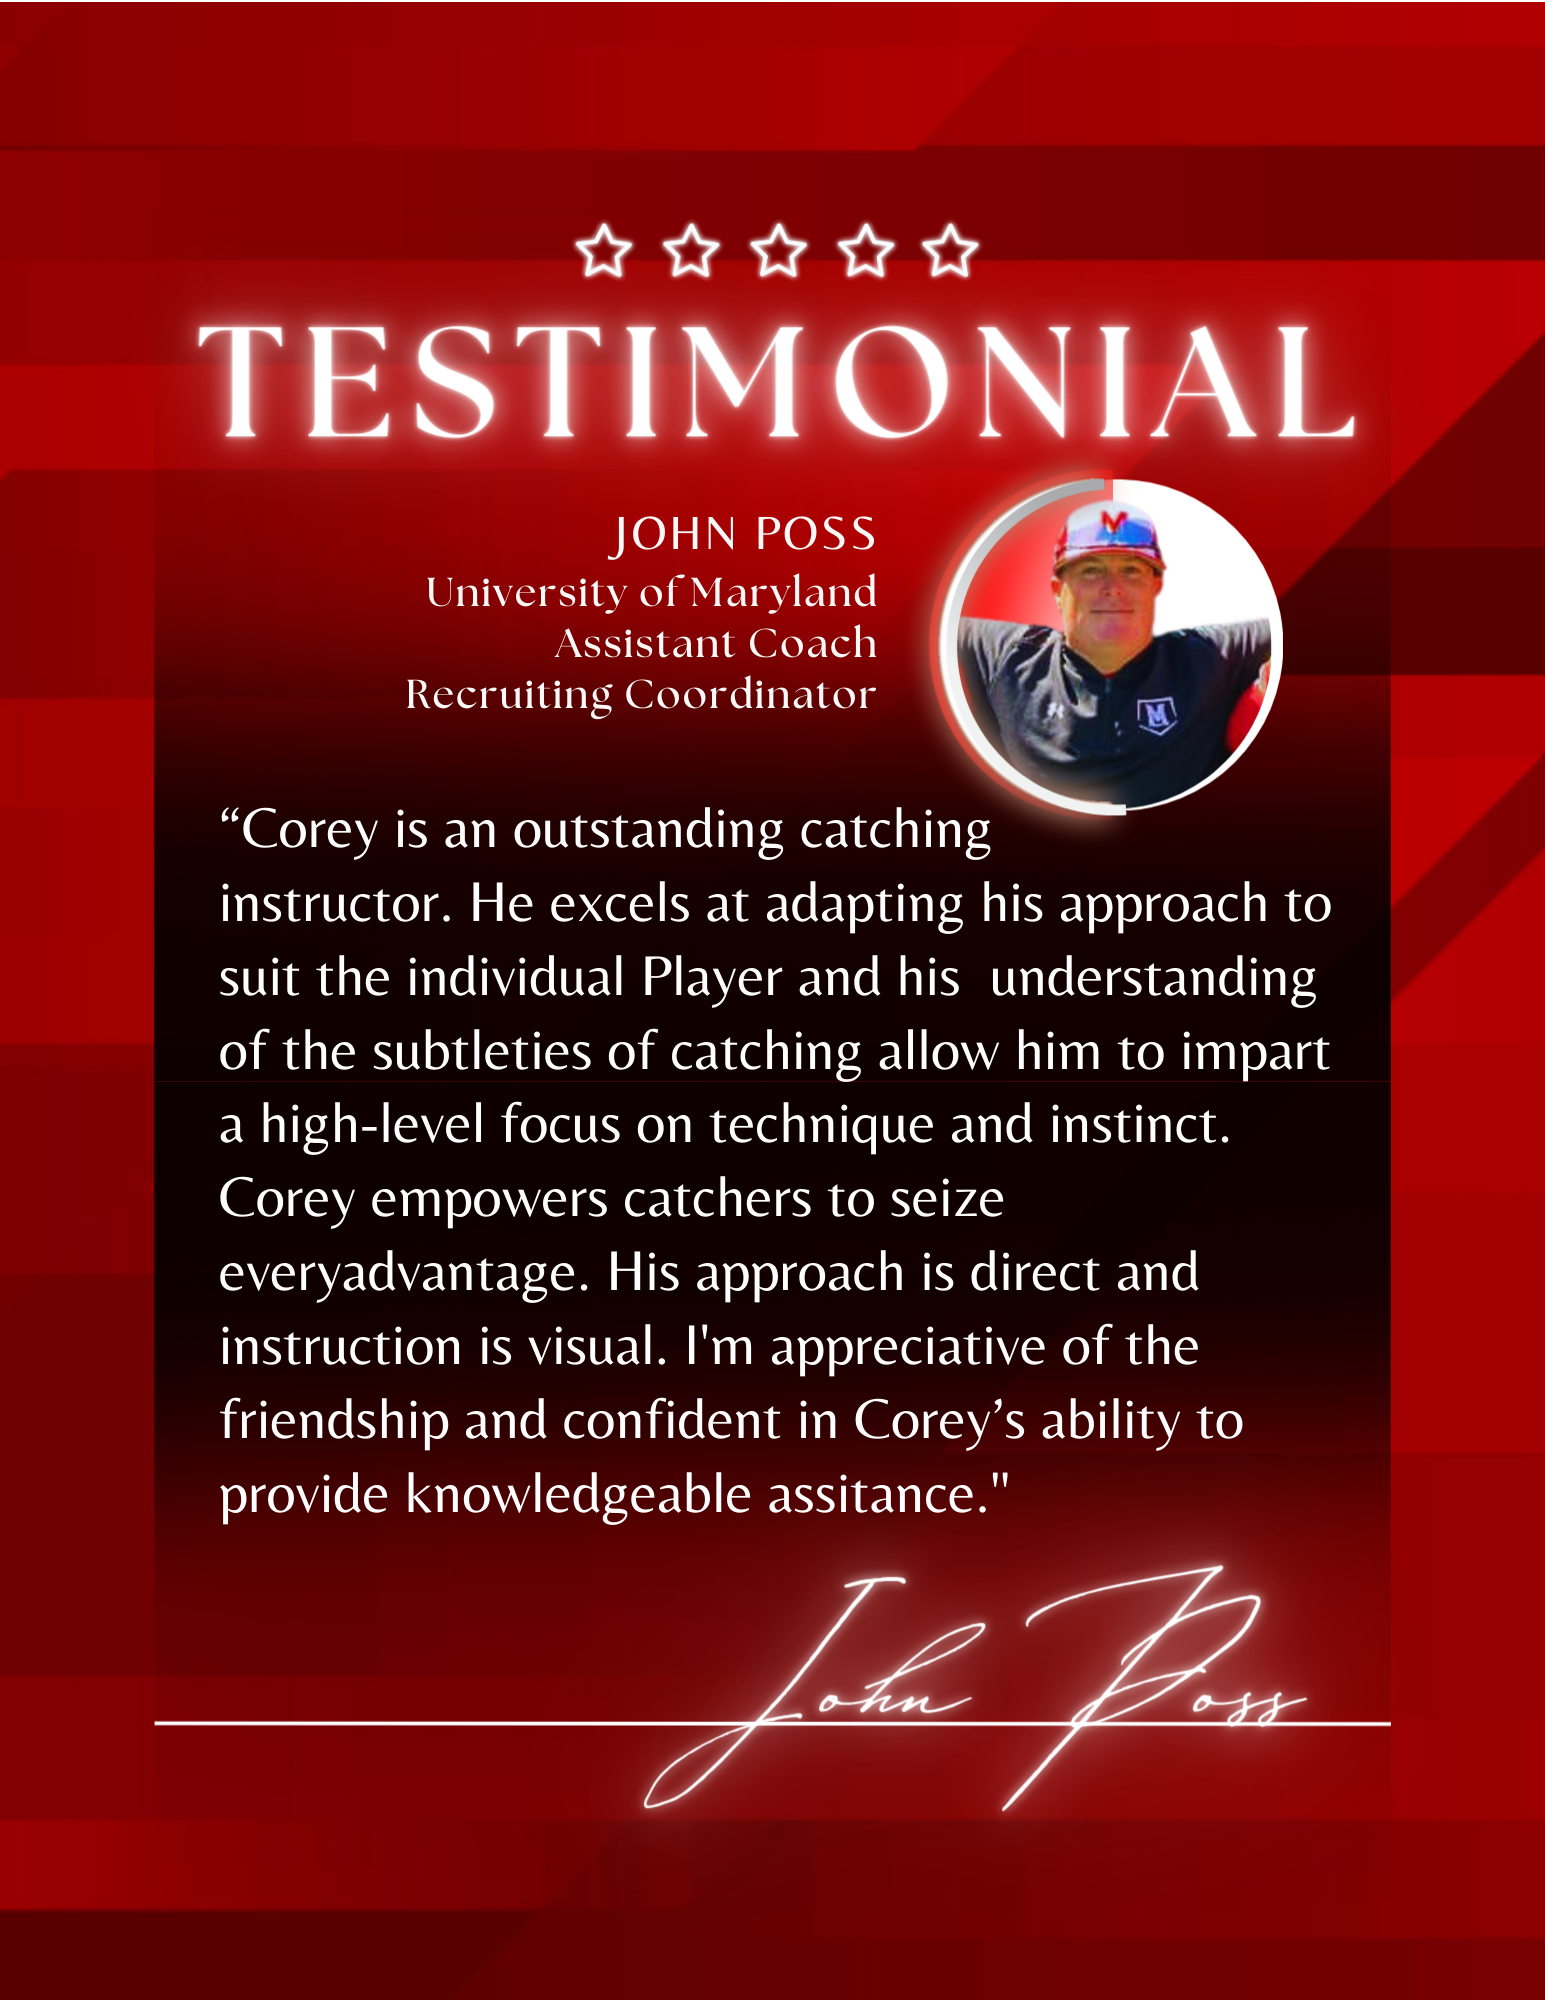 TESTIMONIAL
JOHN POSS
University of Maryland
Assistant Coach
Recruiting Coordinator
M
M
“Corey is an outstanding catching
instructor. He excels at adapting his approach to
suit the individual Player and his  understanding
of the subtleties of catching allow him to impart
a high-level focus on technique and instinct.
Corey empowers catchers to seize
everyadvantage. His approach is direct and
instruction is visual. I'm appreciative of the
friendship and confident in Corey’s ability to
provide knowledgeable assitance."
John Poss